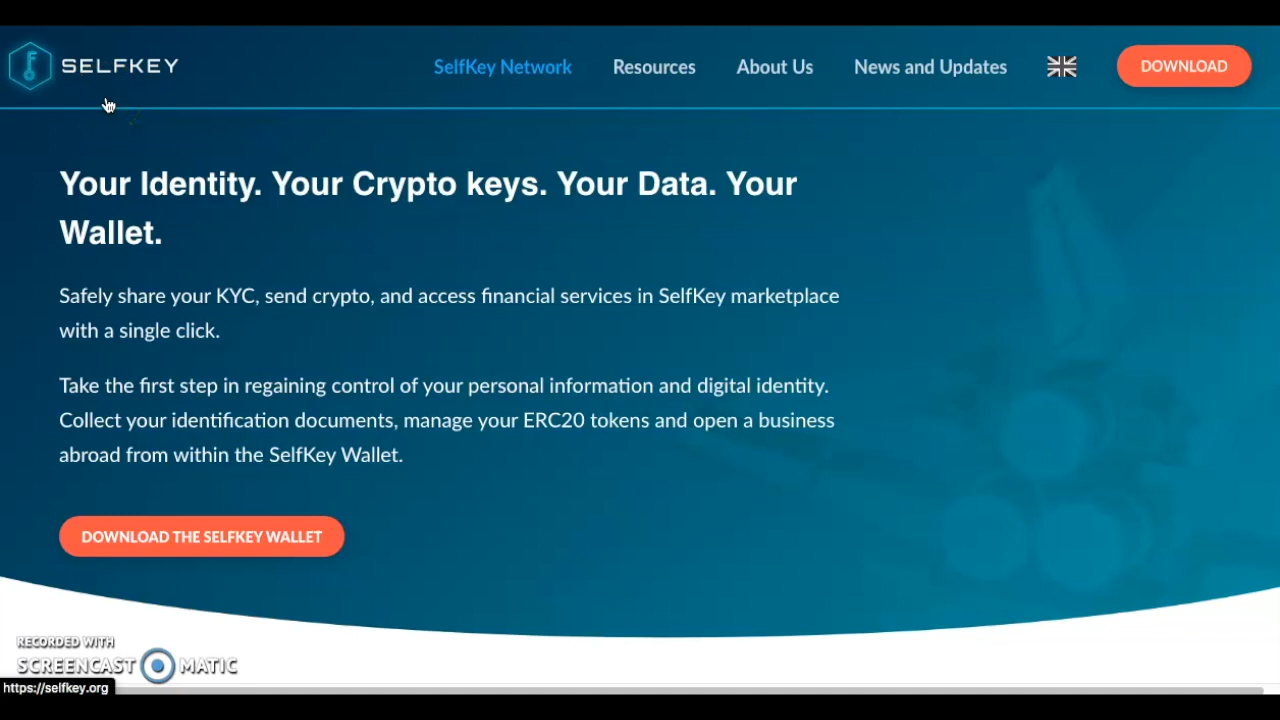 SELFKEY
SelfKey Network
Resources
About Us
News and Updates
DOWNLOAD
Your Identity. Your Crypto keys. Your Data. Your
Wallet.
Safely share your KYC, send crypto, and access financial services in SelfKey marketplace
with a single click.
Take the first step in regaining control of your personal information and digital identity.
Collect your identification documents, manage your ERC20 tokens and open a business
abroad from within the SelfKey Wallet.
DOWNLOAD THE SELFKEY WALLET
RECORDED WITH
SCREENCAST MATIC
https://selfkey.org